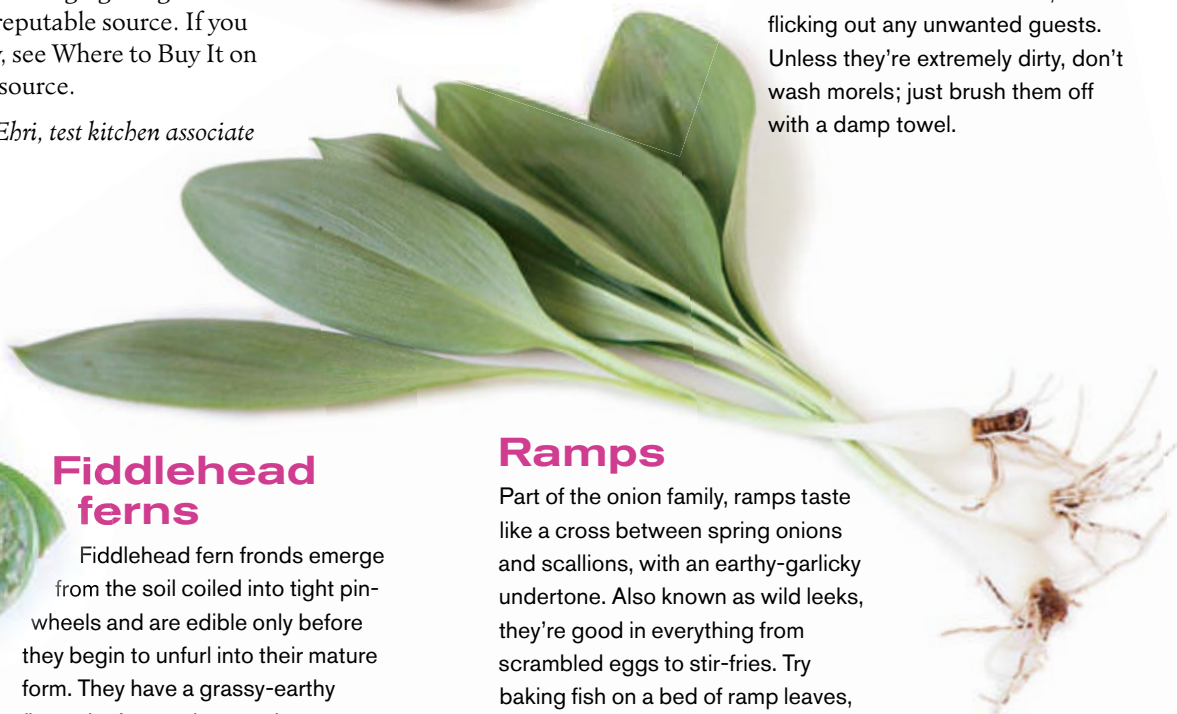 reputable source. If you
, see Where to Buy It on
source.
Ehri, test kitchen associate
flicking out any unwanted guests.
Unless they're extremely dirty, don't
wash morels; just brush them off
with a damp towel.
Fiddlehead
ferns
Fiddlehead fern fronds emerge
from the soil coiled into tight pin-
wheels and are edible only before
they begin to unfurl into their mature
form. They have a grassy-earthy
Ramps
Part of the onion family, ramps taste
like a cross between spring onions
and scallions, with an earthy-garlicky
undertone. Also known as wild leeks,
they're good in everything from
scrambled eggs to stir-fries. Try
baking fish on a bed of ramp leaves,